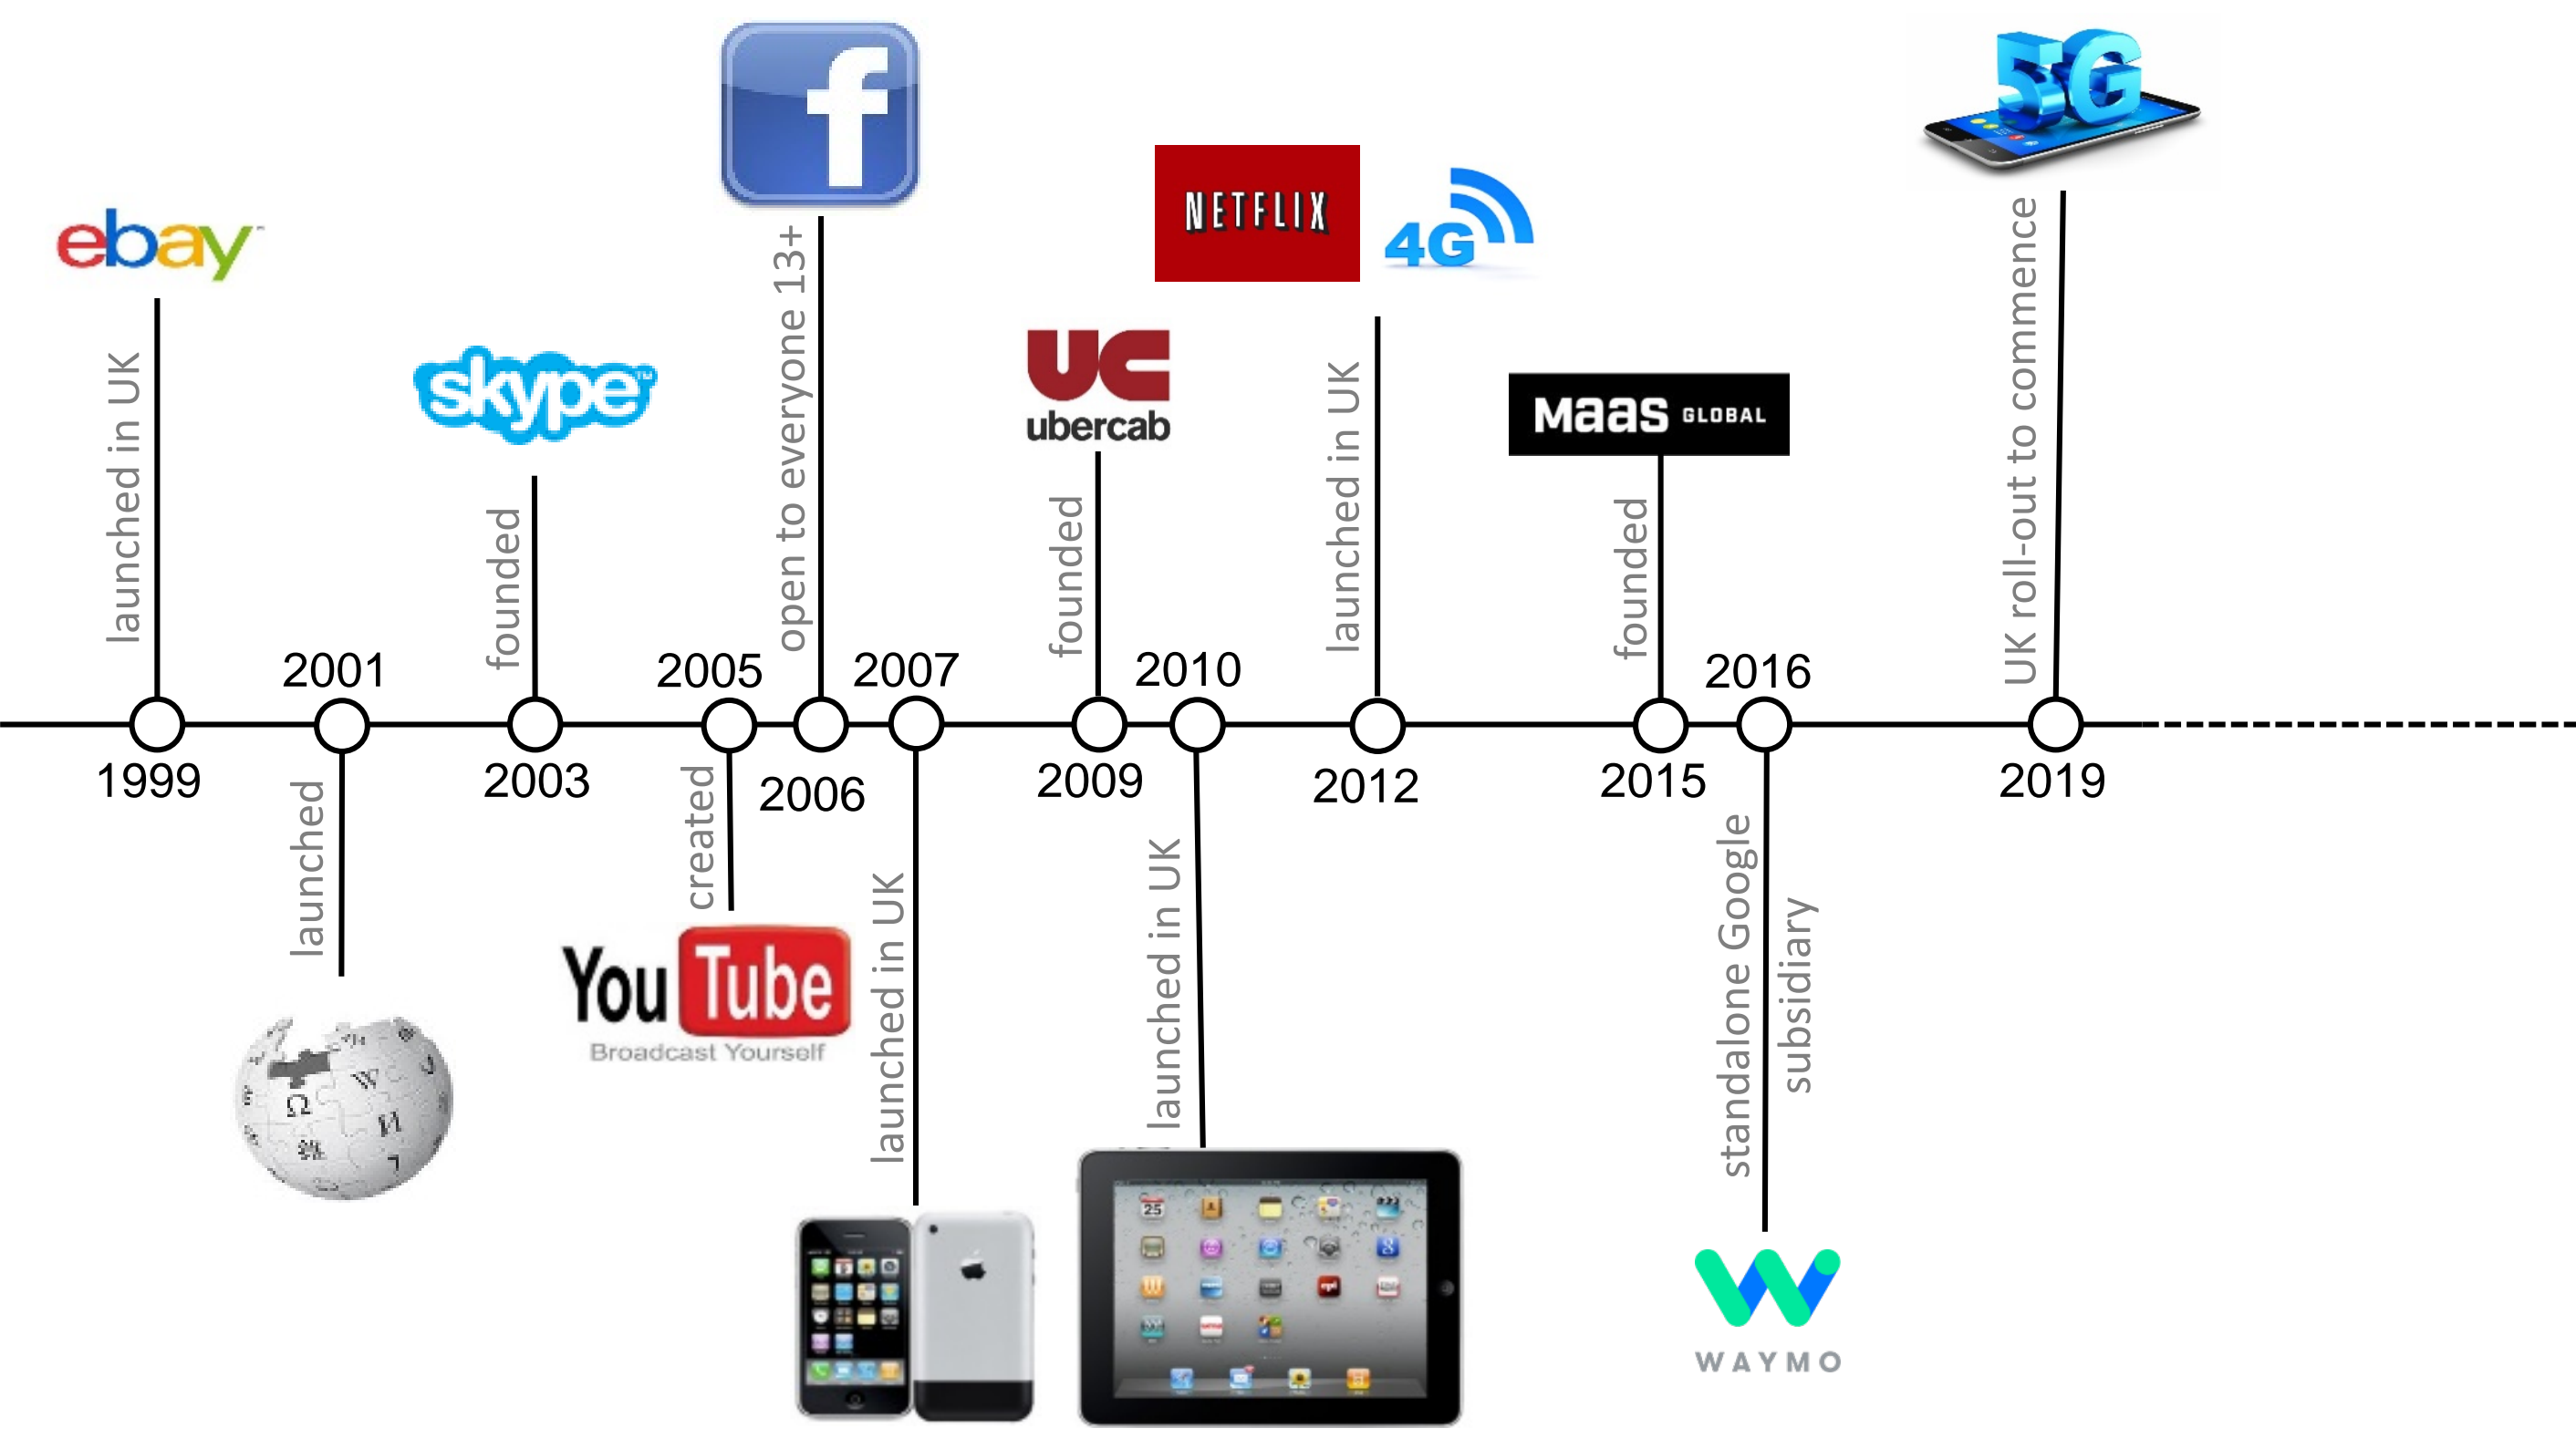 ebay
launched in UK
1999
2001
launched
skype
founded
2003
2005
created
You Tube
Broadcast Yourself
open to everyone 13+
2006
2007
launched in UK
UC
ubercab
founded
2009
2010
launched in UK
NETFLIX
4G
launched in UK
2012
MaaS GLOBAL
founded
2015
2016
standalone Google
subsidiary
WAYMO
5G
UK roll-out to commence
2019